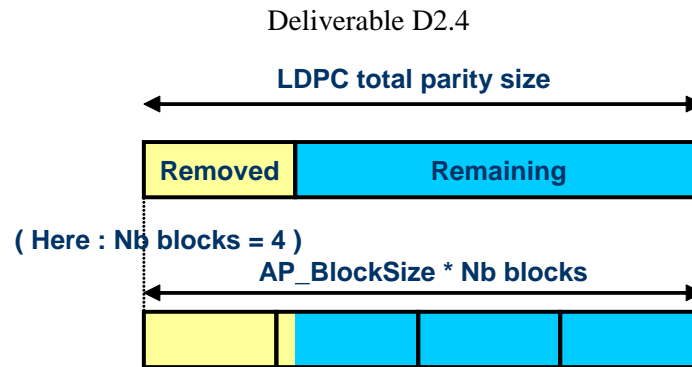 Deliverable D2.4
LDPC total parity size
Removed Remaining
( Here : Nb blocks = 4 )
AP_BlockSize * Nb blocks